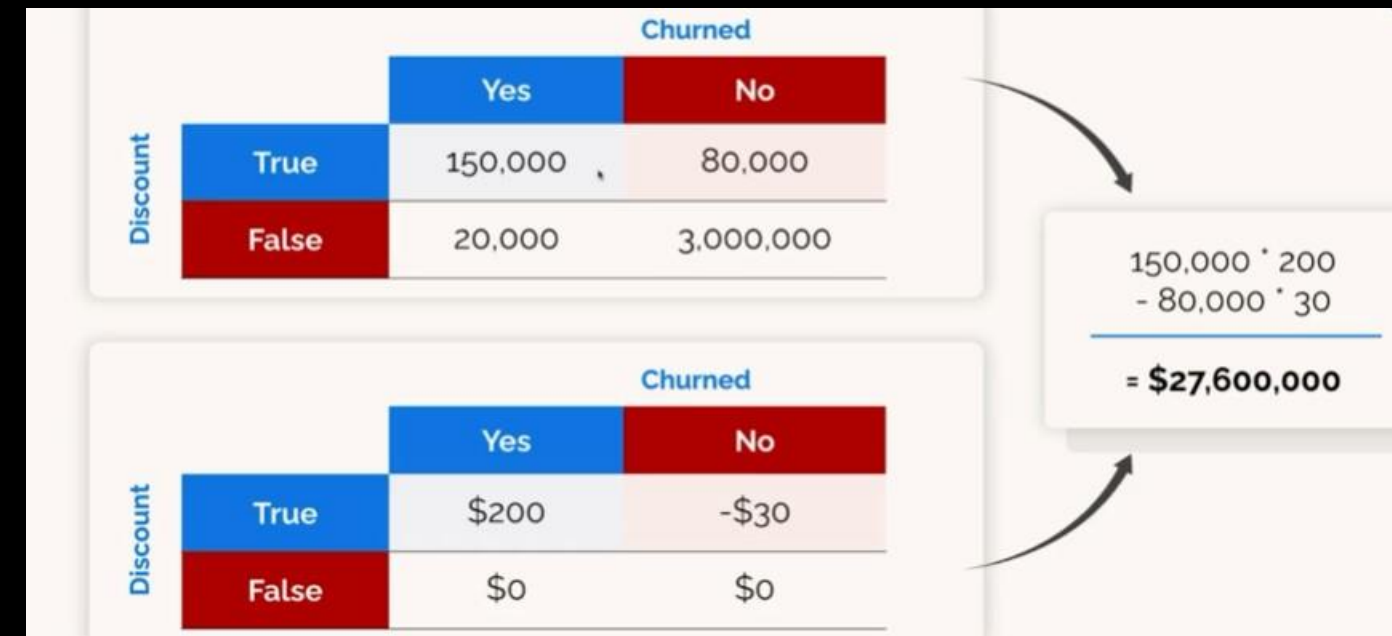 Churned
Yes No
Discount
True 150,000 80,000
False 20,000 3,000,000
Churned
Yes No
Discount
True $200 -$30
False $0 $0
150,000 * 200
- 80,000 * 30
= $27,600,000